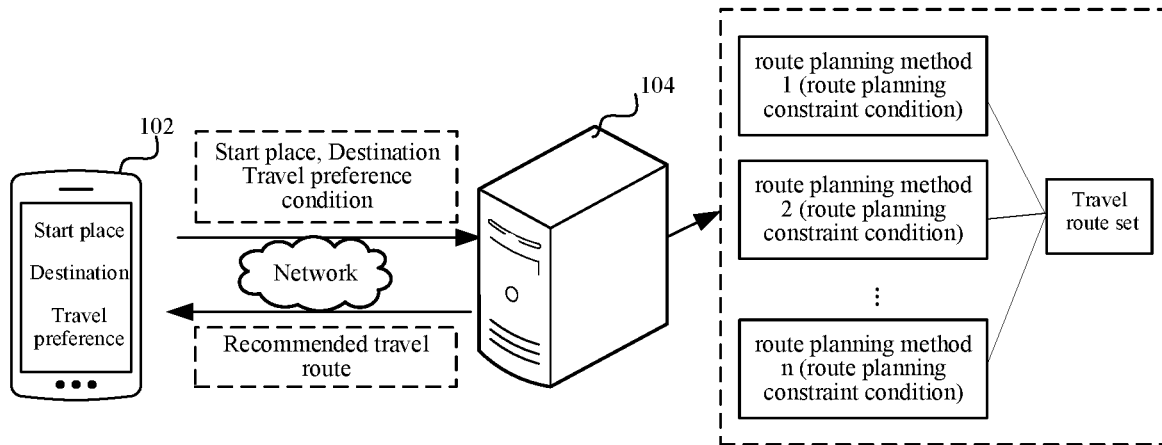 102
Start place
Destination
Travel
preference
Start place, Destination
Travel preference
condition
Network
Recommended travel
route
104
route planning method
1 (route planning
constraint condition)
route planning method
2 (route planning
constraint condition)
...
route planning method
n (route planning
constraint condition)
Travel
route set